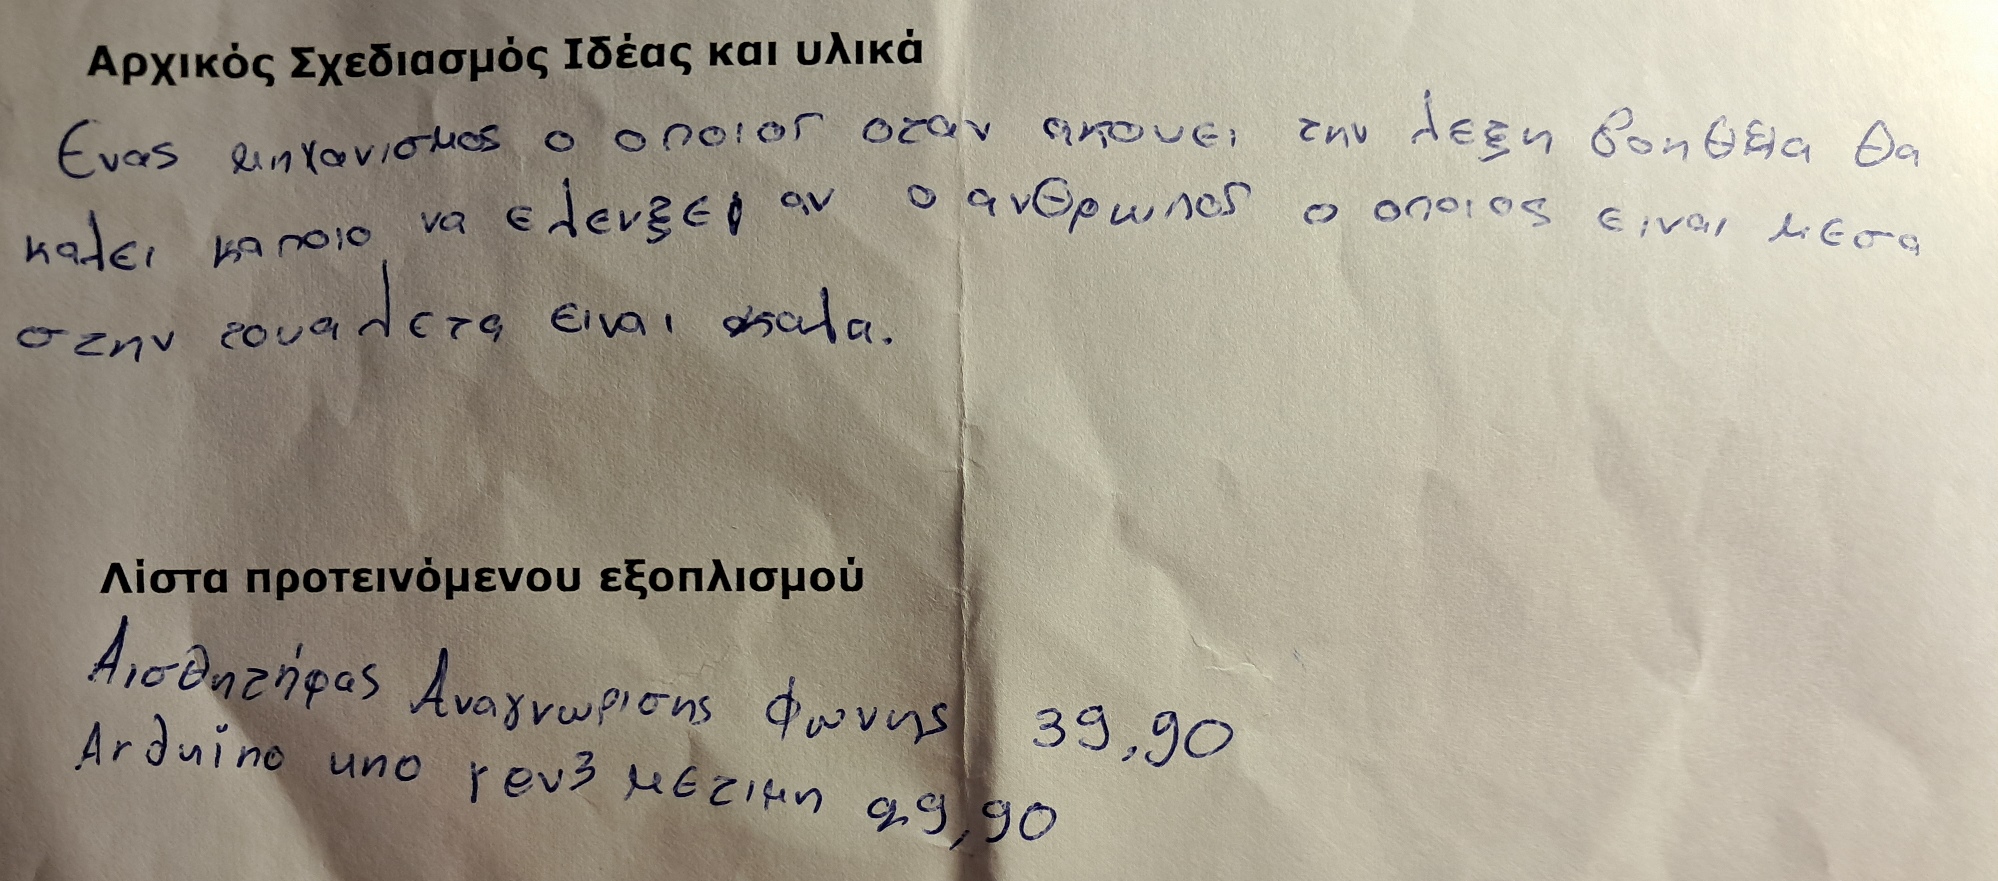 Αρχικός Σχεδιασμός Ιδέας και υλικά
Ενας μηχανισμος ο οποιος οταν ακουει την λεξη βοηθεια θα
καλει καποιο να ελενξει αν ο ανθρωπος ο οποιος ειναι μεσα
στην τουαλετα ειναι καλα.
Λίστα προτεινόμενου εξοπλισμού
Αισθητήρας Αναγνωρισης Φωνης 39,90
Arduino uno rev3 με τιμη 29,90